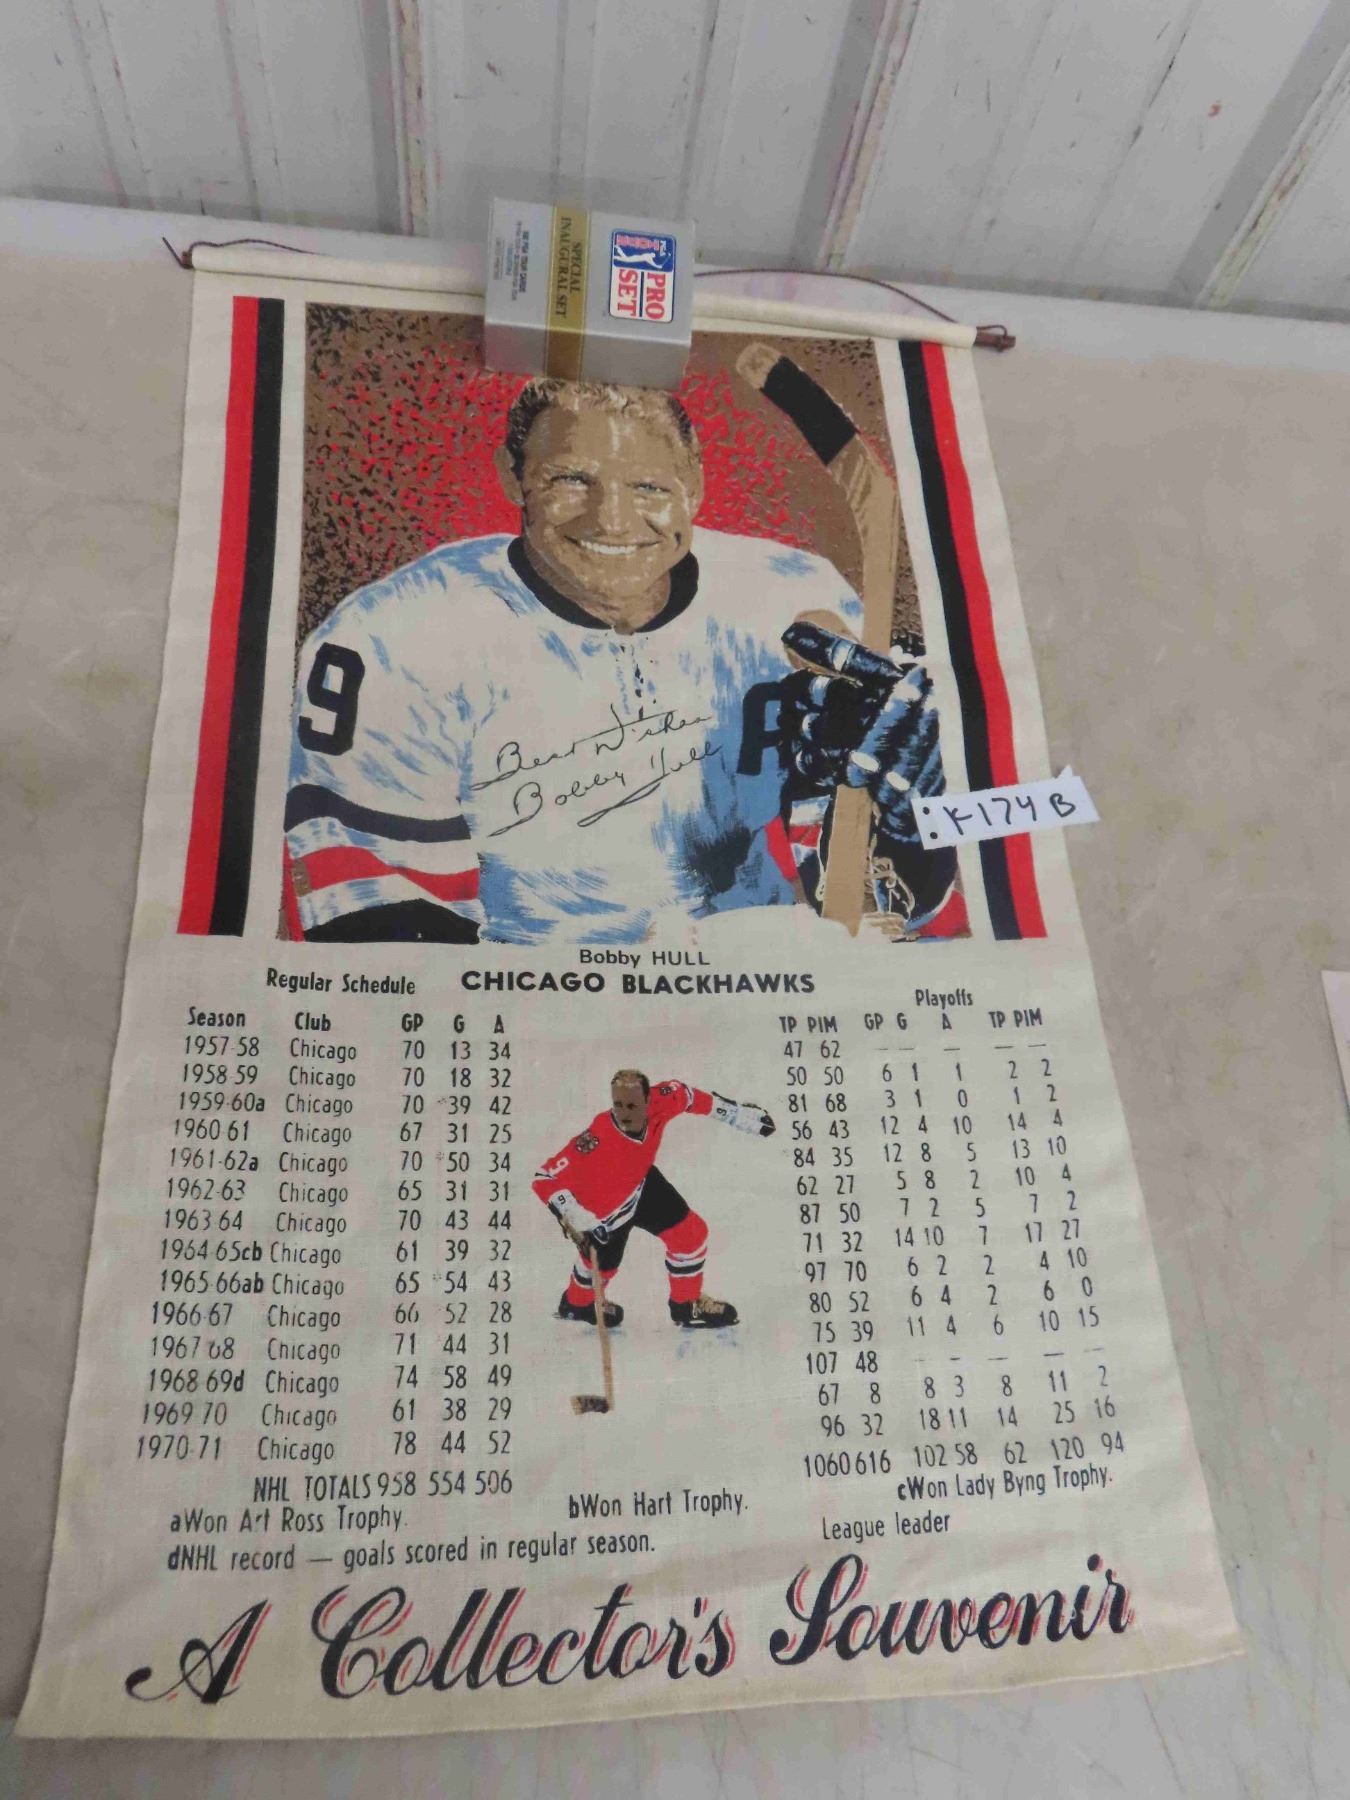 PGA TOUR
PRO SET
SPECIAL INAUGURAL SET
9
A
Best Wishes
Bobby Hull
K174B
Bobby HULL
Regular Schedule CHICAGO BLACKHAWKS Playoffs
Season Club GP G A TP PIM GP G A TP PIM
1957-58 Chicago 70 13 34 47 62 — — — — —
1958-59 Chicago 70 18 32 50 50 6 1 1 2 2
1959-60a Chicago 70 *39 42 *81 68 3 1 0 1 2
1960-61 Chicago 67 31 25 56 43 12 4 10 14 4
1961-62a Chicago 70 *50 34 *84 35 12 8 5 13 10
1962-63 Chicago 65 31 31 62 27 5 8 2 10 4
1963-64 Chicago 70 43 44 87 50 7 2 5 7 2
1964-65cb Chicago 61 39 32 71 32 14 10 7 17 27
1965-66ab Chicago 65 *54 43 *97 70 6 2 2 4 10
1966-67 Chicago 66 *52 28 80 52 6 4 2 6 0
1967-68 Chicago 71 *44 31 75 39 11 4 6 10 15
1968-69d Chicago 74 *58 49 107 48 — — — — —
1969-70 Chicago 61 38 29 67 8 8 3 8 11 2
1970-71 Chicago 78 44 52 96 32 18 11 14 25 16
NHL TOTALS 958 554 506 1060 616 102 58 62 120 94
aWon Art Ross Trophy. bWon Hart Trophy. cWon Lady Byng Trophy.
dNHL record — goals scored in regular season. League leader
A Collector's Souvenir